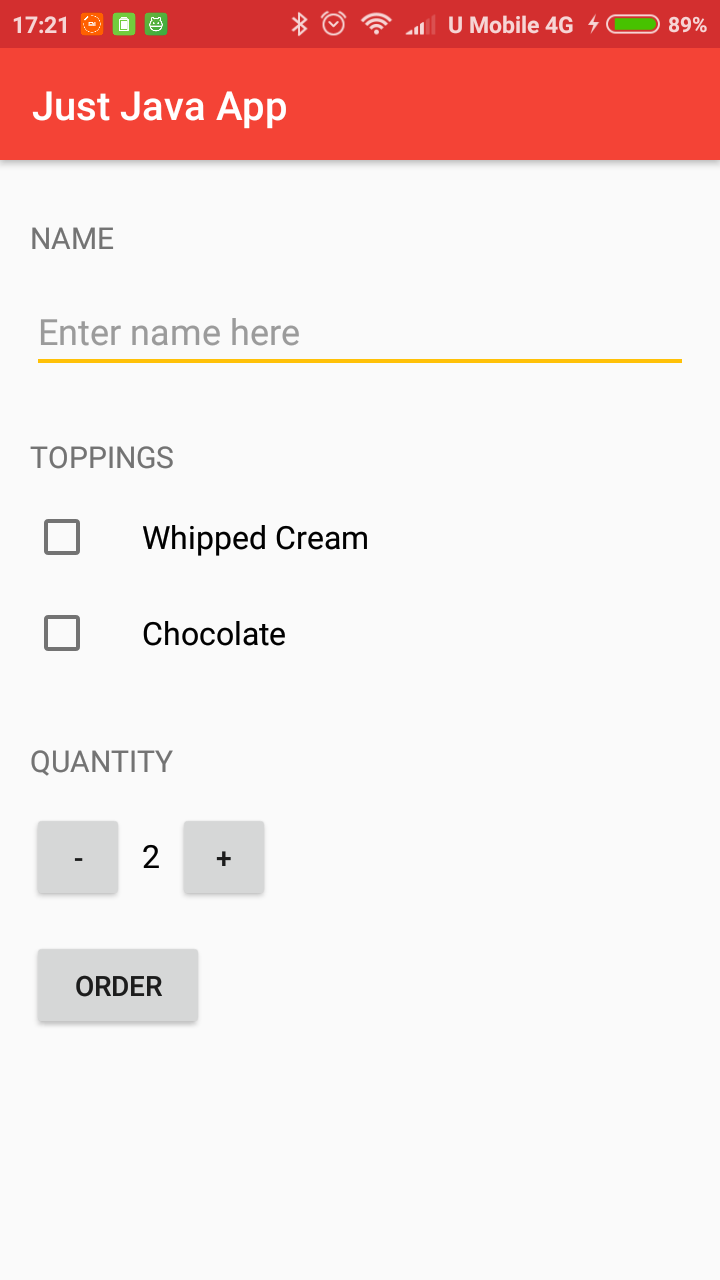 17:21 U Mobile 4G 89%
Just Java App
NAME
Enter name here
TOPPINGS
Whipped Cream
Chocolate
QUANTITY
- 2 +
ORDER